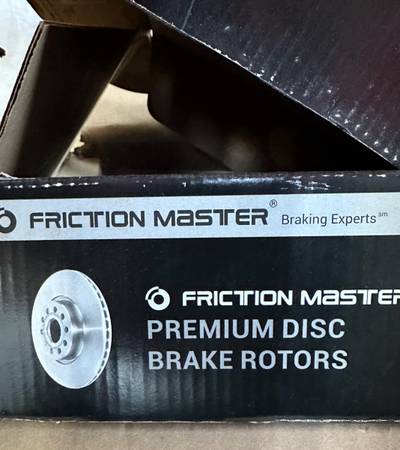 FRICTION MASTER® Braking Experts℠
FRICTION MASTER
PREMIUM DISC
BRAKE ROTORS